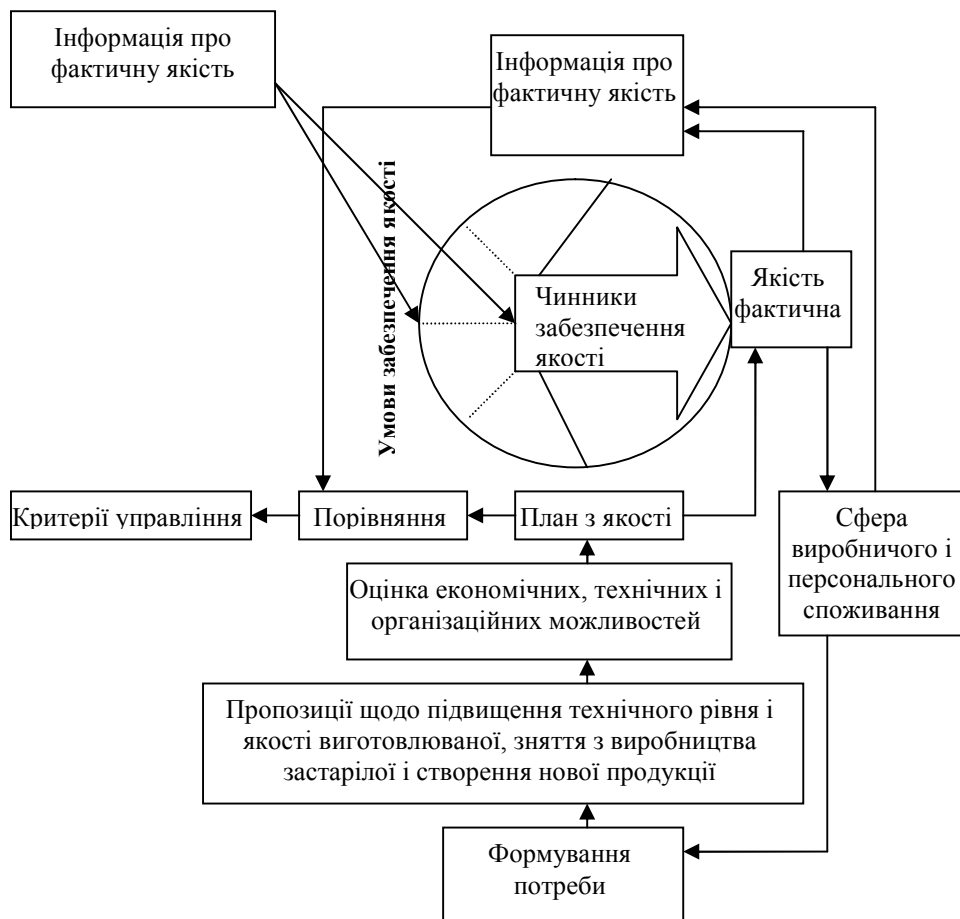 Інформація про
фактичну якість
Інформація про
фактичну якість
Умови забезпечення якості
Чинники
забезпечення
якості
Якість
фактична
Критерії управління
Порівняння
План з якості
Сфера
виробничого і
персонального
споживання
Оцінка економічних, технічних і
організаційних можливостей
Пропозиції щодо підвищення технічного рівня і
якості виготовлюваної, зняття з виробництва
застарілої і створення нової продукції
Формування
потреби